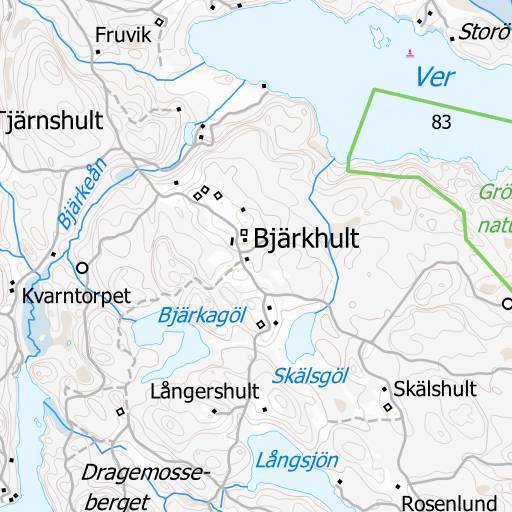 Fruvik
Storö
Ver
83
Tjärnshult
Bjärkeån
Grö
natu
Bjärkhult
Kvarntorpet
Bjärkagöl
Skälsgöl
Långershult
Skälshult
Långsjön
Dragemosse-
berget
Rosenlund